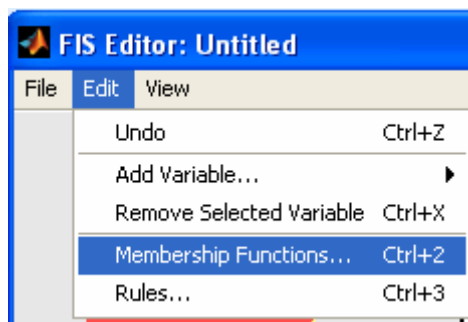 FIS Editor: Untitled
File Edit View
Undo Ctrl+Z
Add Variable...
Remove Selected Variable Ctrl+X
Membership Functions... Ctrl+2
Rules... Ctrl+3